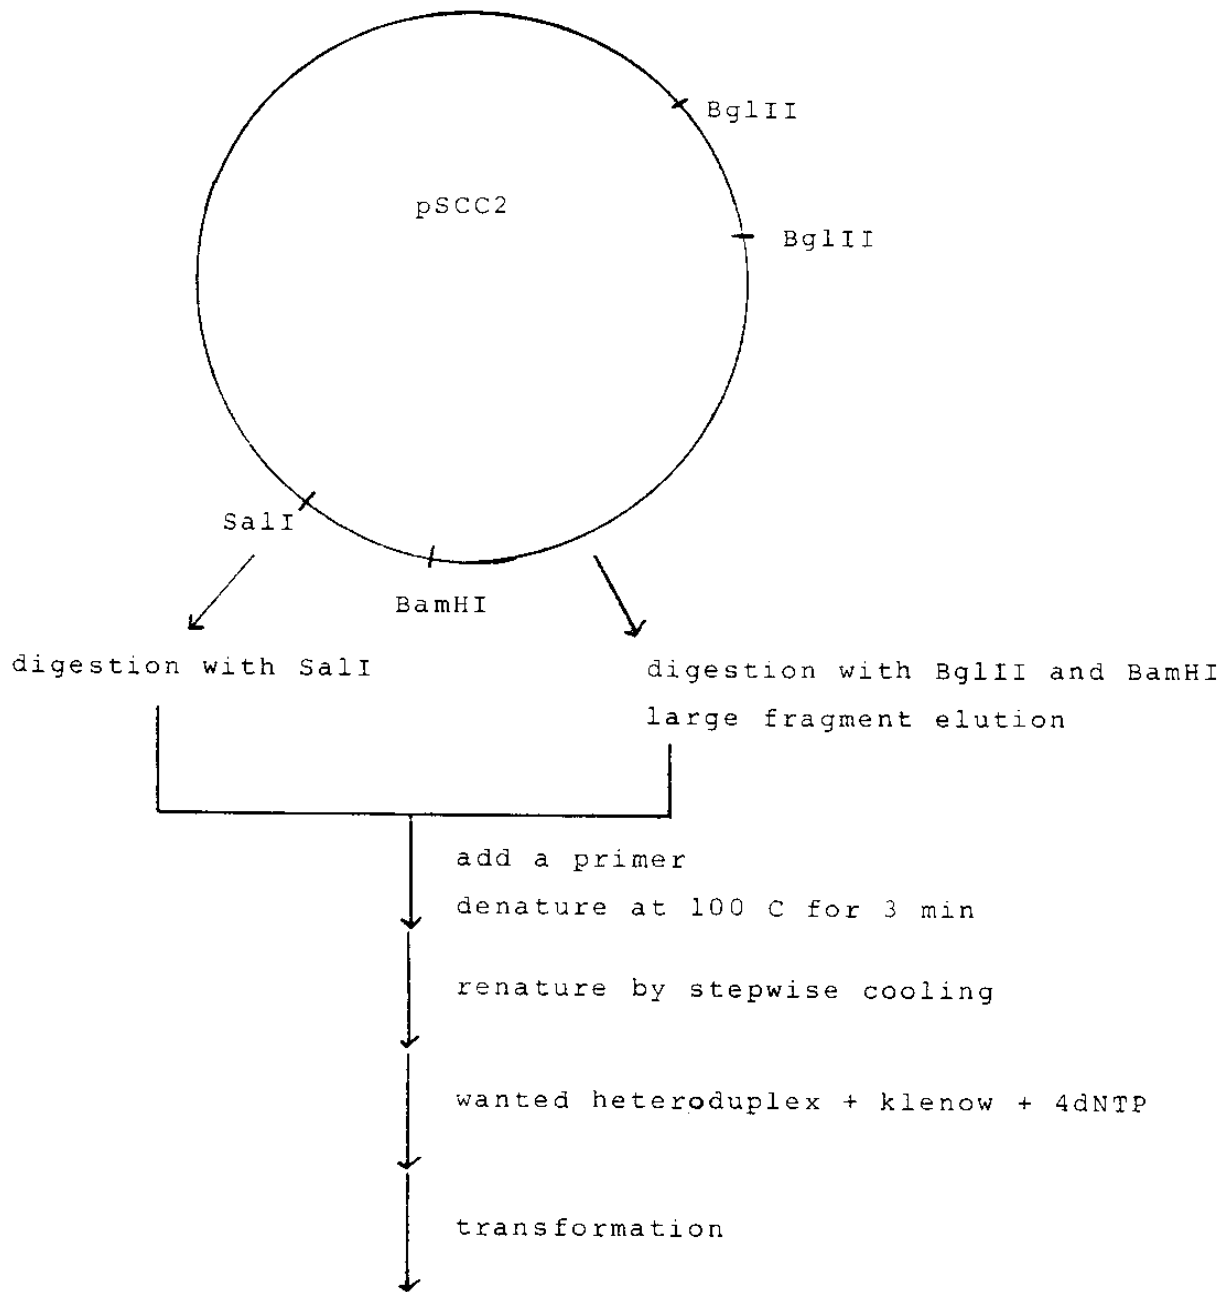 BglII
pSCC2
BglII
SalI
BamHI
digestion with SalI
digestion with BglII and BamHI
large fragment elution
add a primer
denature at 100 C for 3 min
renature by stepwise cooling
wanted heteroduplex + klenow + 4dNTP
transformation